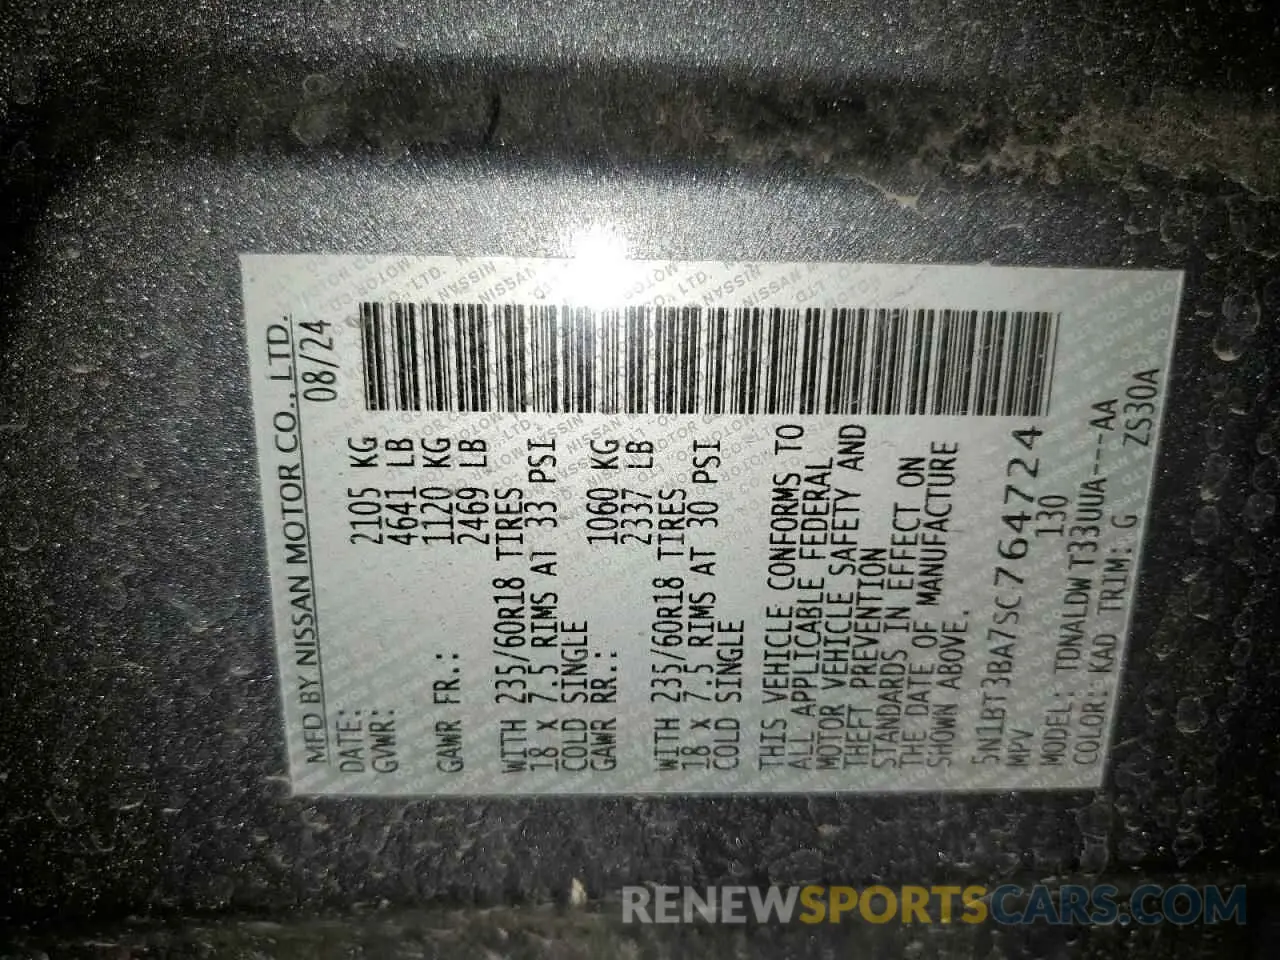 MFD BY NISSAN MOTOR CO., LTD.
DATE: 08/24
GVWR: 2105 KG
4641 LB
GAWR FR.: 1120 KG
2469 LB
WITH 235/60R18 TIRES
18 X 7.5 RIMS AT 33 PSI
COLD SINGLE
GAWR RR.: 1060 KG
2337 LB
WITH 235/60R18 TIRES
18 X 7.5 RIMS AT 30 PSI
COLD SINGLE
THIS VEHICLE CONFORMS TO
ALL APPLICABLE FEDERAL
MOTOR VEHICLE SAFETY AND
THEFT PREVENTION
STANDARDS IN EFFECT ON
THE DATE OF MANUFACTURE
SHOWN ABOVE.
5N1BT3BA7SC764724
MPV 130
MODEL: TDNALDW T33UUA---AA
COLOR: KAD TRIM: G ZS30A
RENEWSPORTSCARS.COM